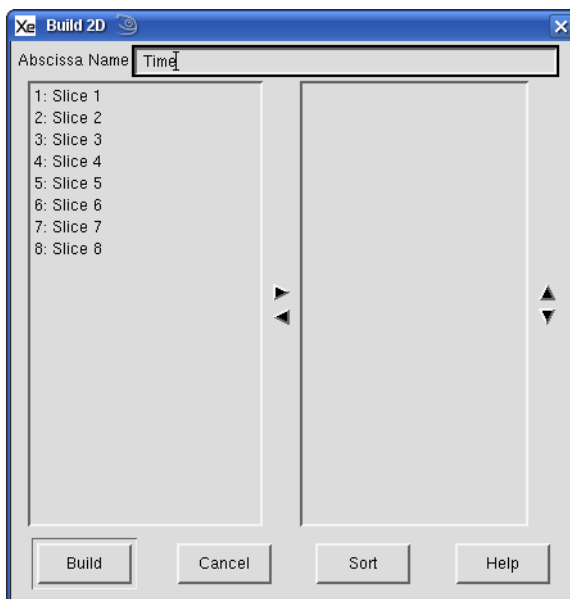 Xe Build 2D
Abscissa Name Time
1: Slice 1
2: Slice 2
3: Slice 3
4: Slice 4
5: Slice 5
6: Slice 6
7: Slice 7
8: Slice 8
Build Cancel Sort Help